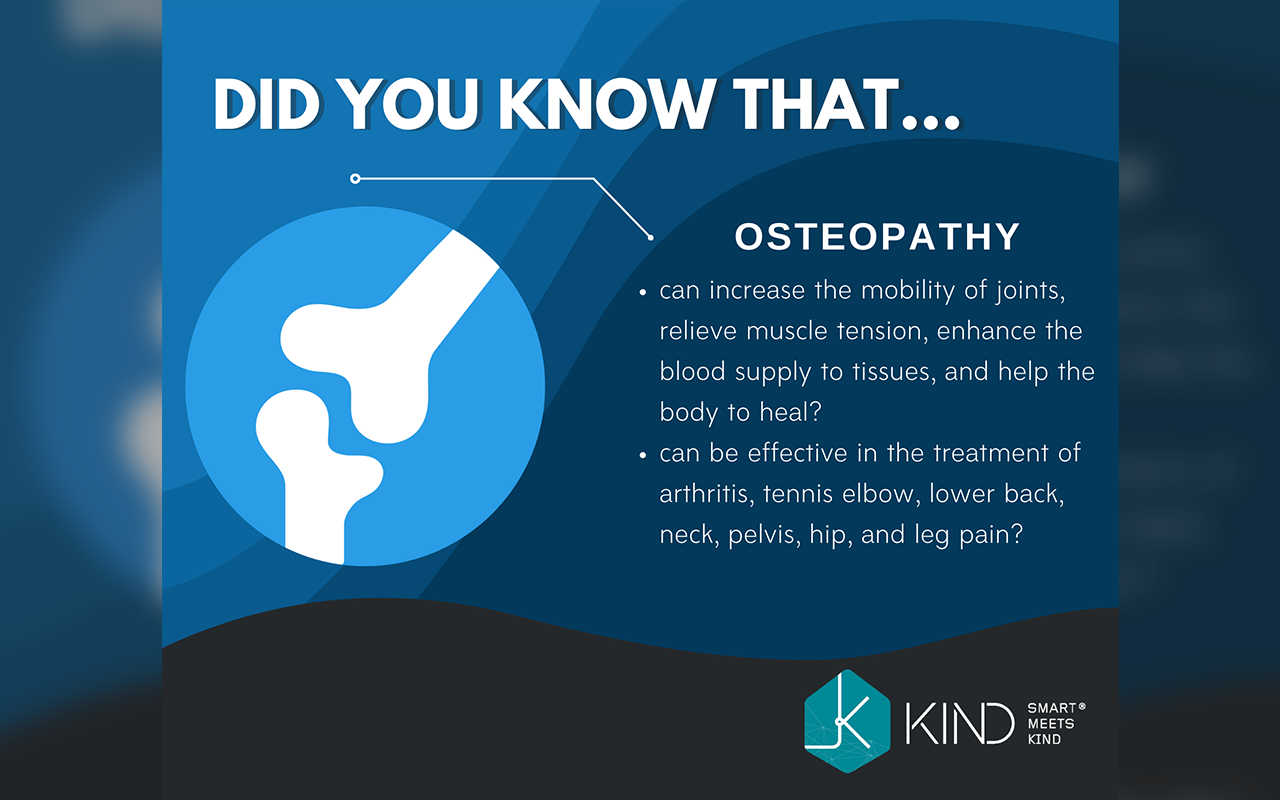 DID YOU KNOW THAT...
OSTEOPATHY
• can increase the mobility of joints,
relieve muscle tension, enhance the
blood supply to tissues, and help the
body to heal?
• can be effective in the treatment of
arthritis, tennis elbow, lower back,
neck, pelvis, hip, and leg pain?
KIND
SMART®
MEETS
KIND